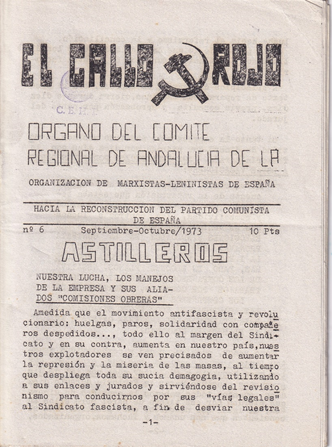 EL GALLO ROJO
C.E.
ORGANO DEL COMITE
REGIONAL DE ANDALUCIA DE LA
ORGANIZACION DE MARXISTAS-LENINISTAS DE ESPAÑA
HACIA LA RECONSTRUCCION DEL PARTIDO COMUNISTA
DE ESPAÑA
nº 6 Septiembre-Octubre/1973 10 Pts
ASTILLEROS
NUESTRA LUCHA, LOS MANEJOS
DE LA EMPRESA Y SUS ALIA-
DOS "COMISIONES OBRERAS"
Amedida que el movimiento antifascista y revolu
cionario: huelgas, paros, solidaridad con compañe
ros despedidos..., todo ello al margen del Sindi-
cato y en su contra, aumenta en nuestro país, nues
tros explotadores se ven precisados de aumentar
la represión y la miseria de las masas, al tiempo
que despliega toda su sucia demagogia, utilizando
a sus enlaces y jurados y sirviéndose del revisio
nismo para conducirnos por sus "vías legales"
al Sindicato fascista, a fin de desviar nuestra
-1-